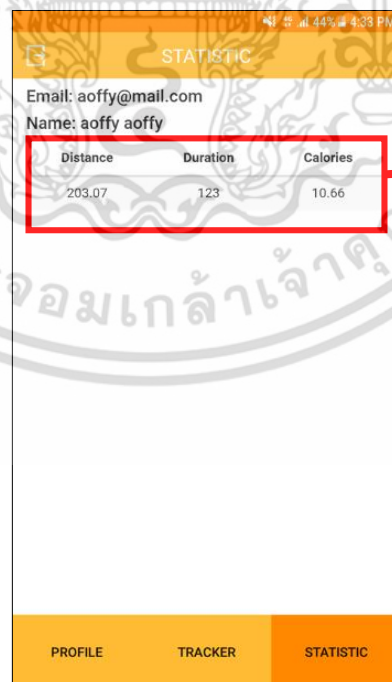 44% 4:33 PM
STATISTIC
Email: aoffy@mail.com
Name: aoffy aoffy
Distance Duration Calories
203.07 123 10.66
จอมเกล้าเจ้าคุ
PROFILE TRACKER STATISTIC